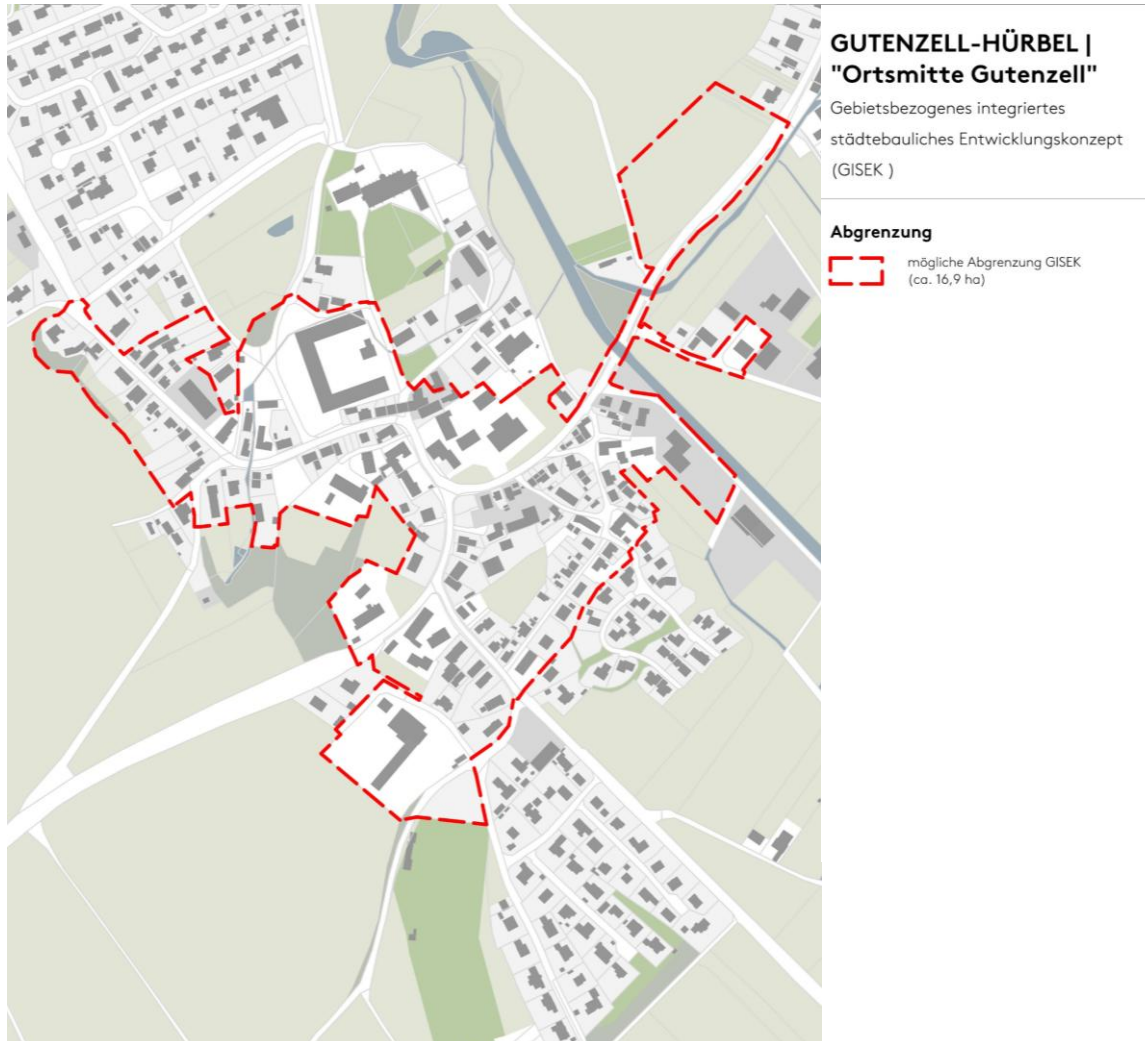 GUTENZELL-HÜRBEL |
"Ortsmitte Gutenzell"
Gebietsbezogenes integriertes
städtebauliches Entwicklungskonzept
(GISEK )
Abgrenzung
mögliche Abgrenzung GISEK
(ca. 16,9 ha)